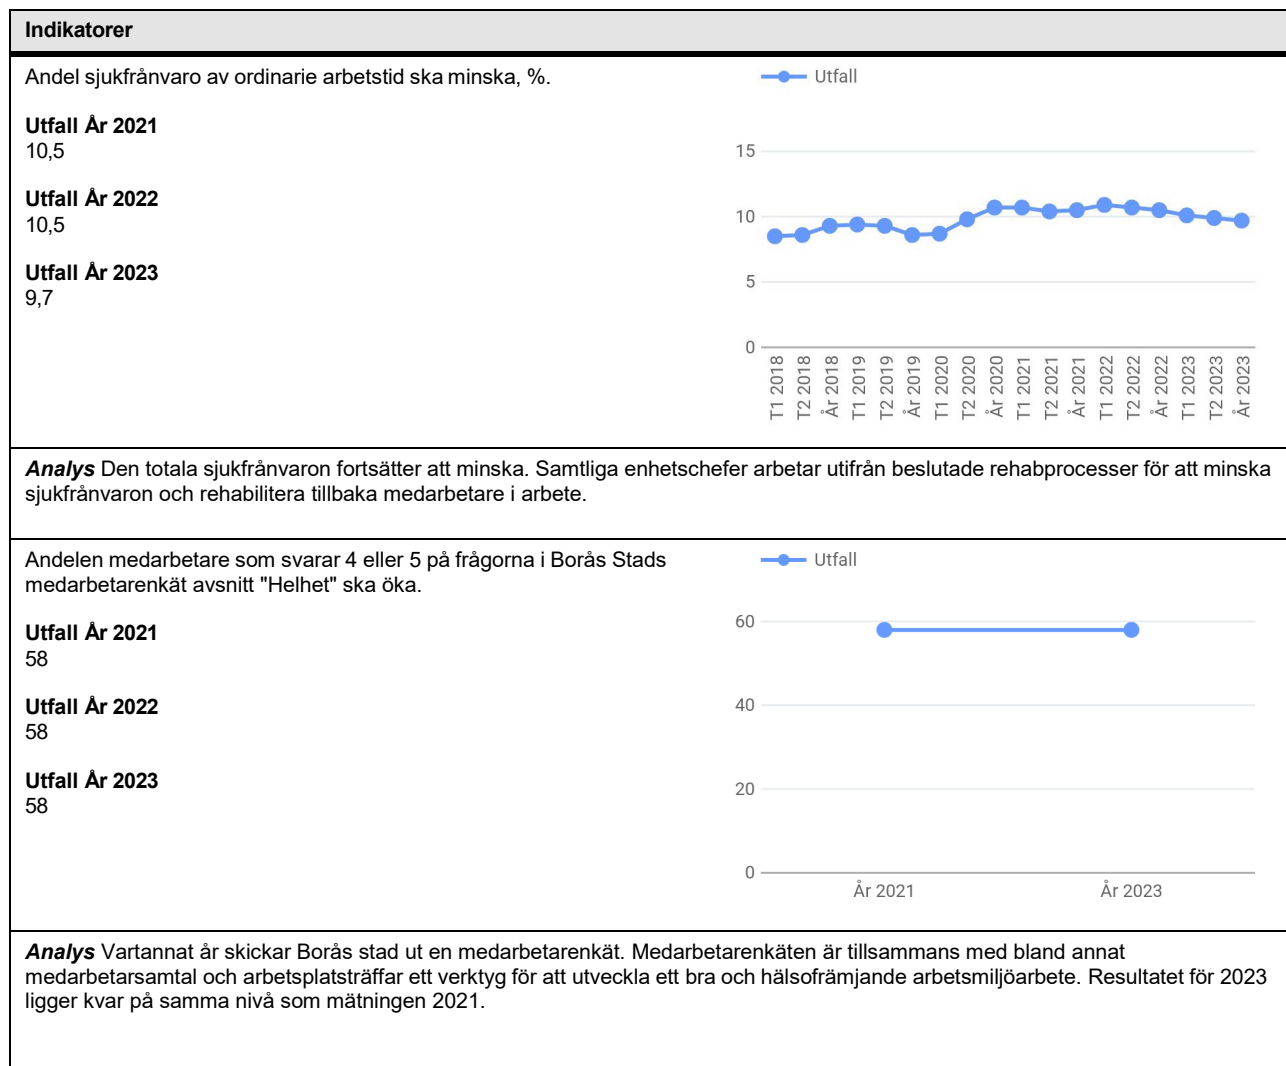 Indikatorer
Andel sjukfrånvaro av ordinarie arbetstid ska minska, %.
Utfall År 2021
10,5
Utfall År 2022
10,5
Utfall År 2023
9,7
Utfall
15
10
5
0
T1 2018
T2 2018
År 2018
T1 2019
T2 2019
År 2019
T1 2020
T2 2020
År 2020
T1 2021
T2 2021
År 2021
T1 2022
T2 2022
År 2022
T1 2023
T2 2023
År 2023
Analys Den totala sjukfrånvaron fortsätter att minska. Samtliga enhetschefer arbetar utifrån beslutade rehabprocesser för att minska
sjukfrånvaron och rehabilitera tillbaka medarbetare i arbete.
Andelen medarbetare som svarar 4 eller 5 på frågorna i Borås Stads
medarbetarenkät avsnitt "Helhet" ska öka.
Utfall År 2021
58
Utfall År 2022
58
Utfall År 2023
58
Utfall
60
40
20
0
År 2021
År 2023
Analys Vartannat år skickar Borås stad ut en medarbetarenkät. Medarbetarenkäten är tillsammans med bland annat
medarbetarsamtal och arbetsplatsträffar ett verktyg för att utveckla ett bra och hälsofrämjande arbetsmiljöarbete. Resultatet för 2023
ligger kvar på samma nivå som mätningen 2021.